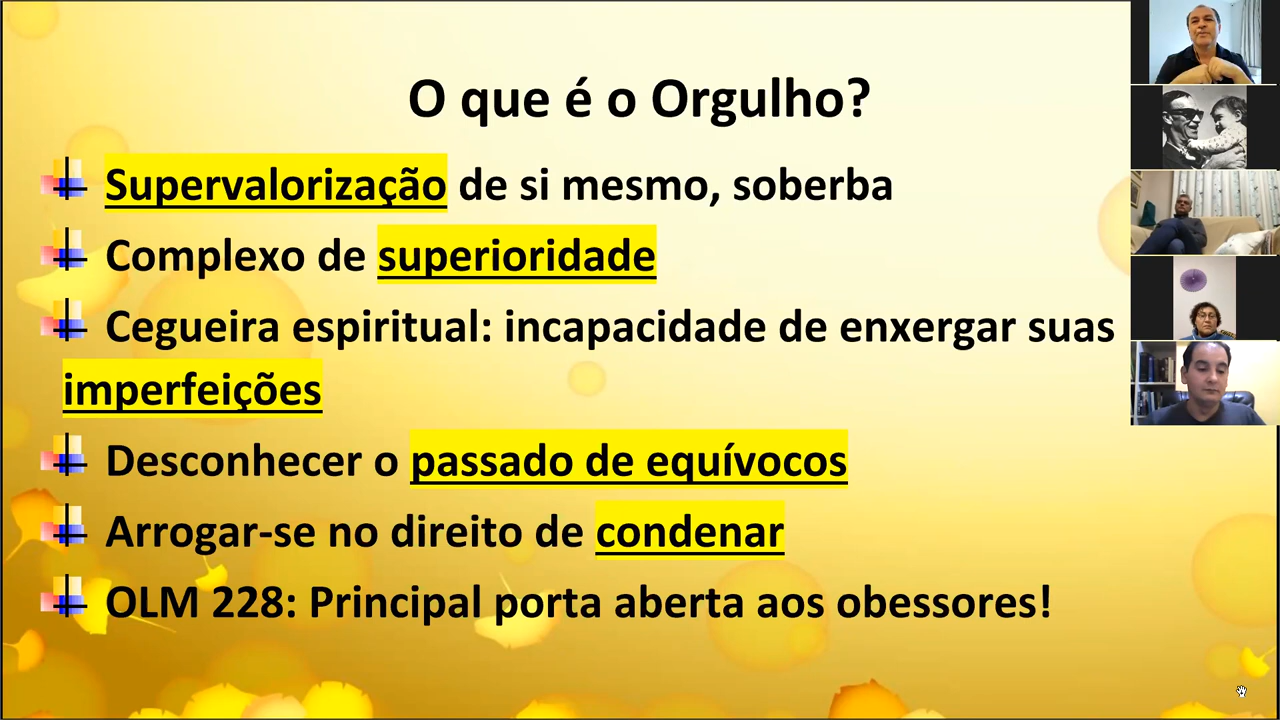 O que é o Orgulho?
Supervalorização de si mesmo, soberba
Complexo de superioridade
Cegueira espiritual: incapacidade de enxergar suas
imperfeições
Desconhecer o passado de equívocos
Arrogar-se no direito de condenar
OLM 228: Principal porta aberta aos obessores!